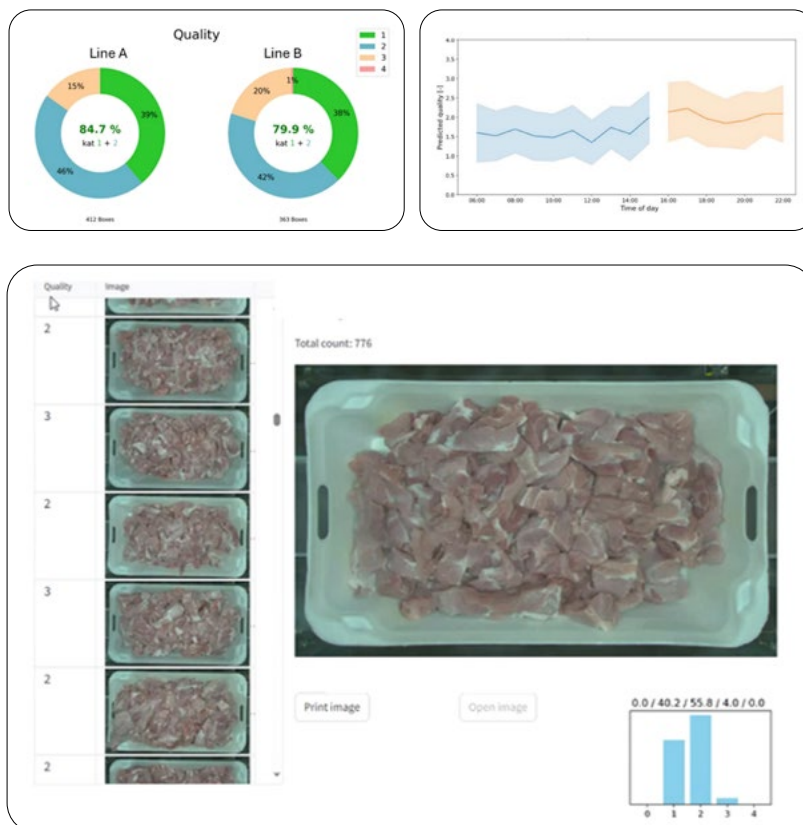 Quality
Line A
Line B
1
2
3
4
15%
39%
46%
84.7 %
kat 1 + 2
412 Boxes
1%
20%
38%
42%
79.9 %
kat 1 + 2
363 Boxes
Predicted quality [-]
4.0
3.5
3.0
2.5
2.0
1.5
1.0
0.5
0.0
06:00 08:00 10:00 12:00 14:00 16:00 18:00 20:00 22:00
Time of day
Quality Image
2
3
2
3
2
2
Total count: 776
Print image
Open image
0.0 / 40.2 / 55.8 / 4.0 / 0.0
0 1 2 3 4